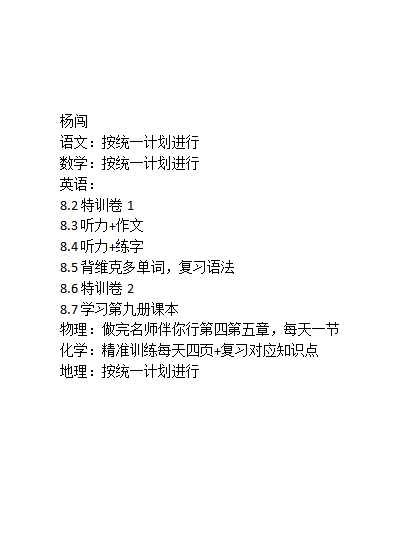 杨闯
语文：按统一计划进行
数学：按统一计划进行
英语：
8.2 特训卷 1
8.3 听力+作文
8.4 听力+练字
8.5 背维克多单词，复习语法
8.6 特训卷 2
8.7 学习第九册课本
物理：做完名师伴你行第四第五章，每天一节
化学：精准训练每天四页+复习对应知识点
地理：按统一计划进行